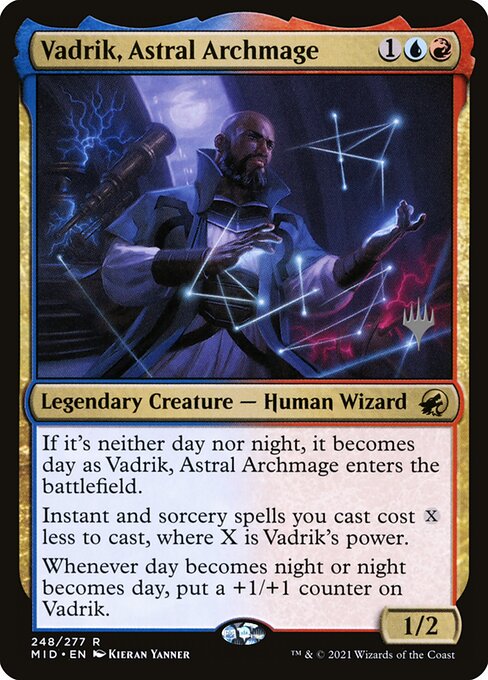 Vadrik, Astral Archmage 1
Legendary Creature — Human Wizard
If it's neither day nor night, it becomes
day as Vadrik, Astral Archmage enters the
battlefield.
Instant and sorcery spells you cast cost X
less to cast, where X is Vadrik's power.
Whenever day becomes night or night
becomes day, put a +1/+1 counter on
Vadrik.
1/2
248/277 R
MID • EN Kieran Yanner
™ & © 2021 Wizards of the Coast